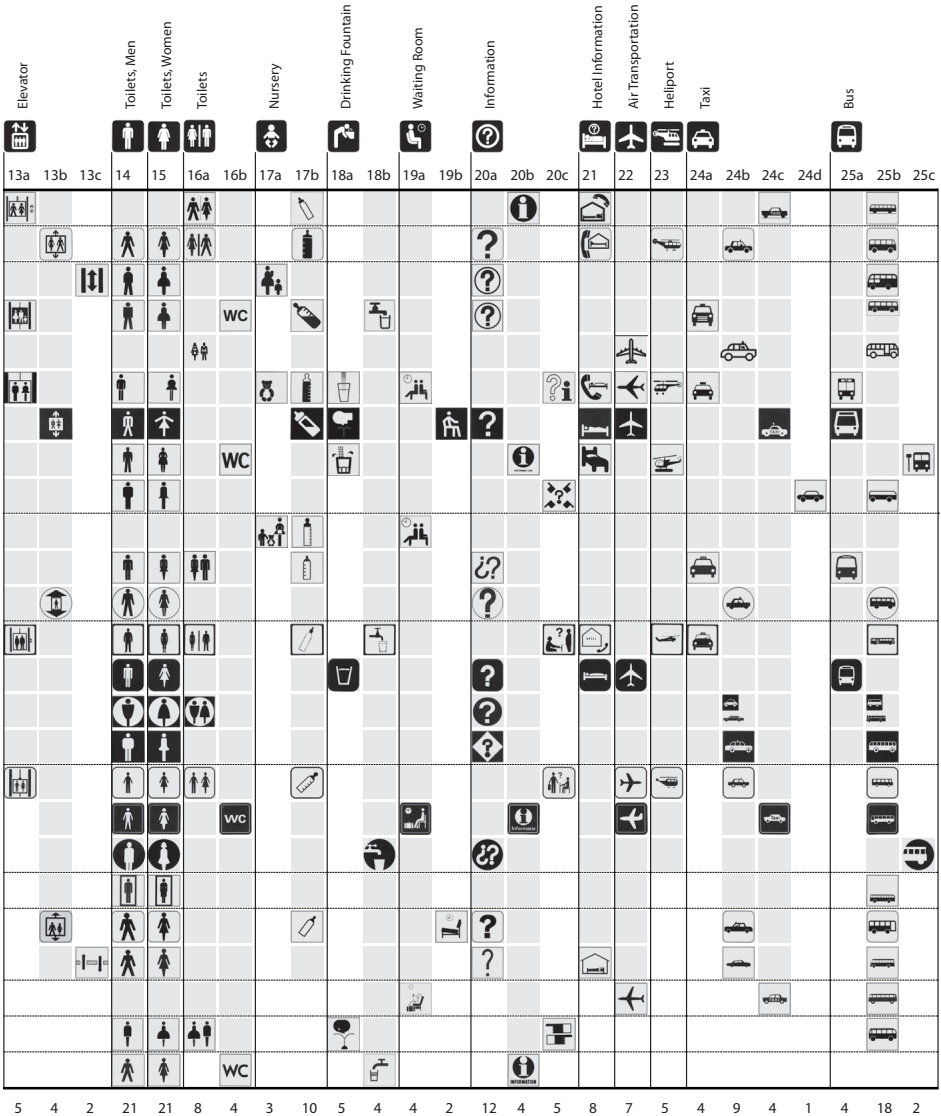 Elevator
Toilets, Men
Toilets, Women
Toilets
Nursery
Drinking Fountain
Waiting Room
Information
Hotel Information
Air Transportation
Heliport
Taxi
Bus
13a 13b 13c 14 15 16a 16b 17a 17b 18a 18b 19a 19b 20a 20b 20c 21 22 23 24a 24b 24c 24d 25a 25b 25c
WC
TAXI
WC
HOTEL
WC
Informatie
WC
INFORMATION
5 4 2 21 21 8 4 3 10 5 4 4 2 12 4 5 8 7 5 4 9 4 1 4 18 2